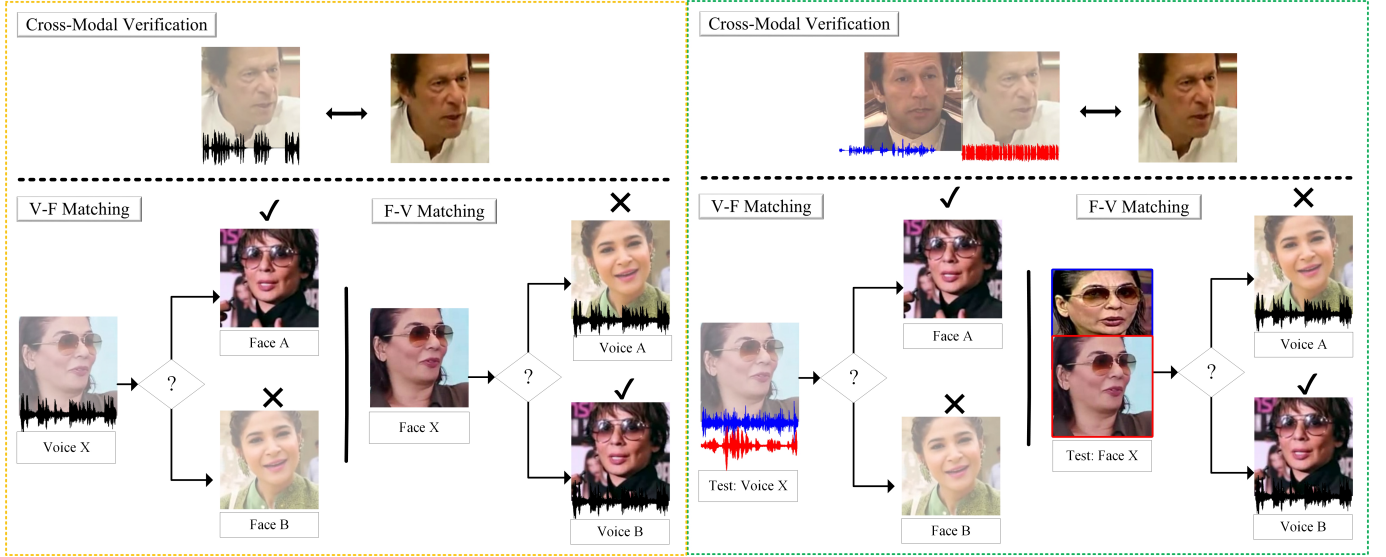 Cross-Modal Verification
V-F Matching
F-V Matching
?
Voice X
Face A
Face B
Face X
?
Voice A
Voice B
Cross-Modal Verification
V-F Matching
F-V Matching
?
Test: Voice X
Face A
Face B
Test: Face X
?
Voice A
Voice B